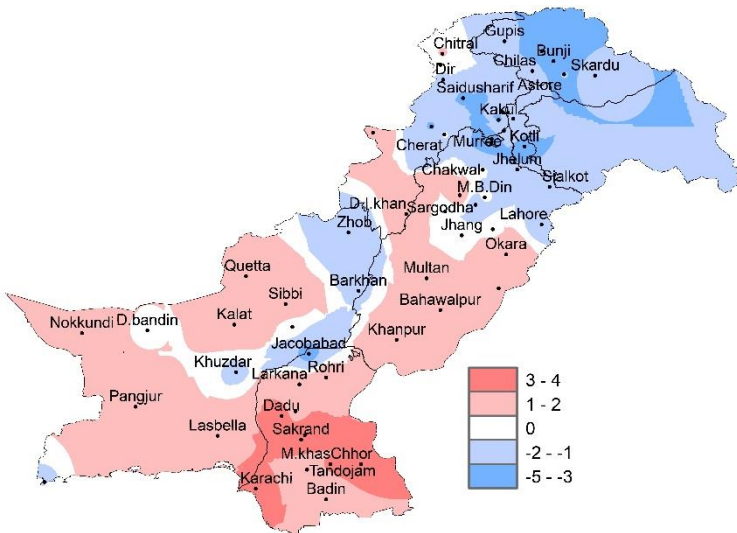 Gupis
Chitral
Bunji
Chilas
Skardu
Dir
Astore
Saidusharif
Kakul
Kotli
Cherat
Murree
Jhelum
Chakwal
Sialkot
M.B.Din
D.I.khan
Sargodha
Zhob
Lahore
Jhang
Okara
Quetta
Multan
Barkhan
Sibbi
Bahawalpur
Nokkundi
D.bandin
Kalat
Khanpur
Jacobabad
Khuzdar
Rohri
Larkana
Pangjur
Dadu
Lasbella
Sakrand
M.khas Chhor
Tandojam
Karachi
Badin
3 - 4
1 - 2
0
-2 - -1
-5 - -3